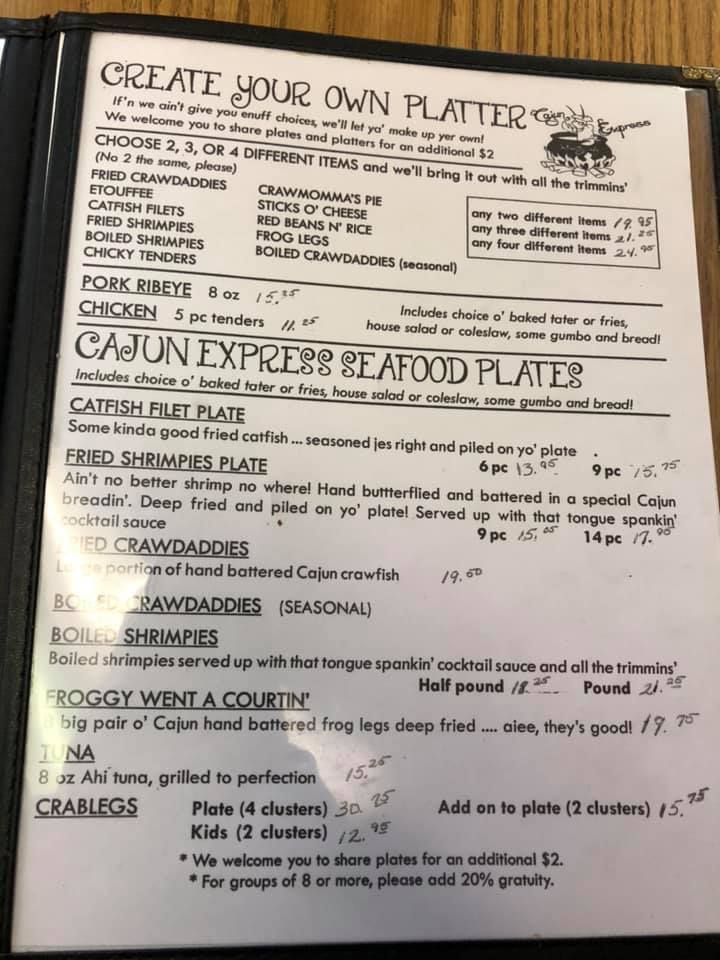 CREATE YOUR OWN PLATTER
Cajun Express
If'n we ain't give you enuff choices, we'll let ya' make up yer own!
We welcome you to share plates and platters for an additional $2
CHOOSE 2, 3, OR 4 DIFFERENT ITEMS and we'll bring it out with all the trimmins'
(No 2 the same, please)
FRIED CRAWDADDIES
ETOUFFEE
CATFISH FILETS
FRIED SHRIMPIES
BOILED SHRIMPIES
CHICKY TENDERS
CRAWMOMMA'S PIE
STICKS O' CHEESE
RED BEANS N' RICE
FROG LEGS
BOILED CRAWDADDIES (seasonal)
any two different items 19.95
any three different items 21.25
any four different items 24.95
PORK RIBEYE 8 oz 15.25
CHICKEN 5 pc tenders 11.25
Includes choice o' baked tater or fries,
house salad or coleslaw, some gumbo and bread!
CAJUN EXPRESS SEAFOOD PLATES
Includes choice o' baked tater or fries, house salad or coleslaw, some gumbo and bread!
CATFISH FILET PLATE
Some kinda good fried catfish ... seasoned jes right and piled on yo' plate .
6 pc 13.95 9 pc 15.75
FRIED SHRIMPIES PLATE
Ain't no better shrimp no where! Hand buttterflied and battered in a special Cajun
breadin'. Deep fried and piled on yo' plate! Served up with that tongue spankin'
cocktail sauce
9 pc 15. 14 pc 17.95
FRIED CRAWDADDIES
Large portion of hand battered Cajun crawfish 19.50
BOILED CRAWDADDIES (SEASONAL)
BOILED SHRIMPIES
Boiled shrimpies served up with that tongue spankin' cocktail sauce and all the trimmins'
Half pound 18.25 Pound 21.25
FROGGY WENT A COURTIN'
8 big pair o' Cajun hand battered frog legs deep fried .... aiee, they's good! 19.75
TUNA
8 oz Ahi tuna, grilled to perfection 15.25
CRABLEGS Plate (4 clusters) 30.25 Add on to plate (2 clusters) 15.75
Kids (2 clusters) 12.95
* We welcome you to share plates for an additional $2.
* For groups of 8 or more, please add 20% gratuity.